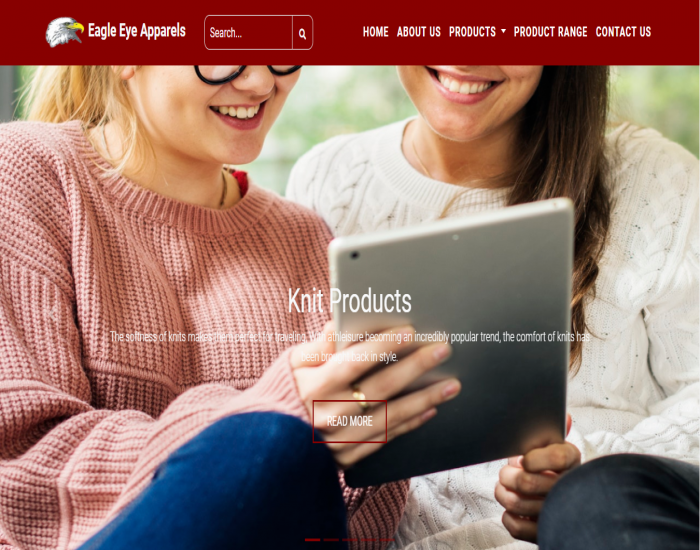 Eagle Eye Apparels
Search...
HOME ABOUT US PRODUCTS PRODUCT RANGE CONTACT US
Knit Products
The softness of knits makes them perfect for traveling. With athleisure becoming an incredibly popular trend, the comfort of knits has
been brought back in style.
READ MORE